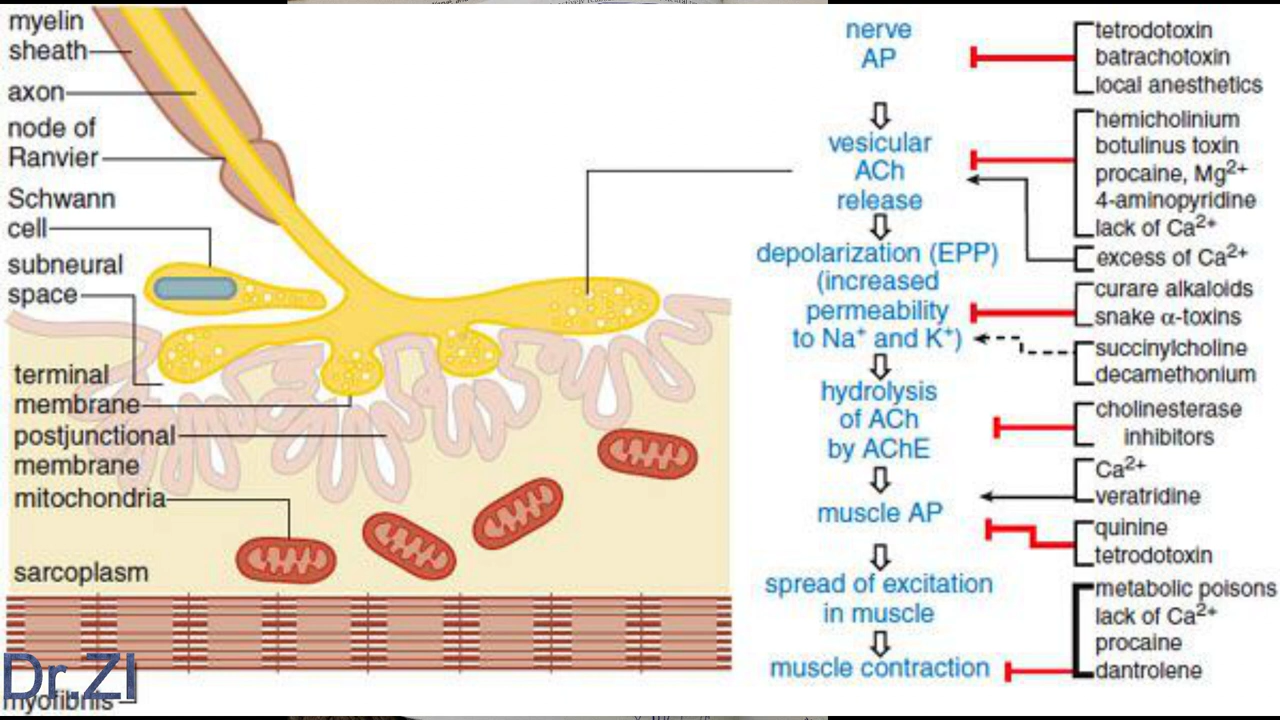 myelin
sheath
axon
node of
Ranvier
Schwann
cell
subneural
space
terminal
membrane
postjunctional
membrane
mitochondria
sarcoplasm
Dr.ZI
myofibrils
nerve
AP
vesicular
ACh
release
depolarization (EPP)
(increased
permeability
to Na⁺ and K⁺)
hydrolysis
of ACh
by AChE
muscle AP
spread of excitation
in muscle
muscle contraction
tetrodotoxin
batrachotoxin
local anesthetics
hemicholinium
botulinus toxin
procaine, Mg²⁺
4-aminopyridine
lack of Ca²⁺
excess of Ca²⁺
curare alkaloids
snake α-toxins
succinylcholine
decamethonium
cholinesterase
inhibitors
Ca²⁺
veratridine
quinine
tetrodotoxin
metabolic poisons
lack of Ca²⁺
procaine
dantrolene